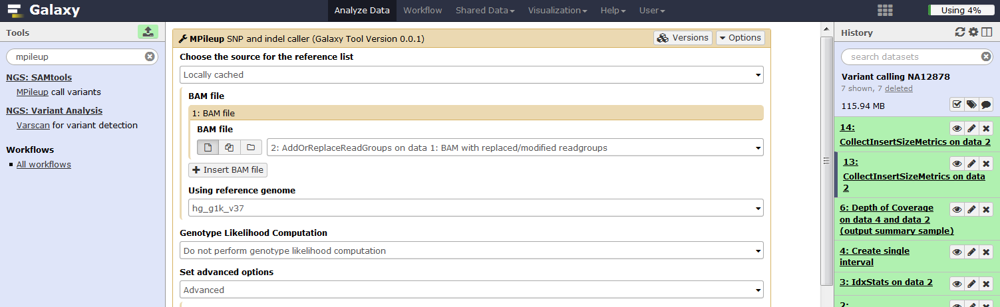 Galaxy
Analyze Data Workflow Shared Data Visualization Help User
Using 4%
Tools
mpileup
NGS: SAMtools
MPileup call variants
NGS: Variant Analysis
Varscan for variant detection
Workflows
All workflows
MPileup SNP and indel caller (Galaxy Tool Version 0.0.1)
Versions
Options
Choose the source for the reference list
Locally cached
BAM file
1: BAM file
BAM file
2: AddOrReplaceReadGroups on data 1: BAM with replaced/modified readgroups
Insert BAM file
Using reference genome
hg_g1k_v37
Genotype Likelihood Computation
Do not perform genotype likelihood computation
Set advanced options
Advanced
History
search datasets
Variant calling NA12878
7 shown, 7 deleted
115.94 MB
14:
CollectInsertSizeMetrics on data 2
13:
CollectInsertSizeMetrics on data
2
6: Depth of Coverage
on data 4 and data 2
(output summary sample)
4: Create single
interval
3: IdxStats on data 2
2: